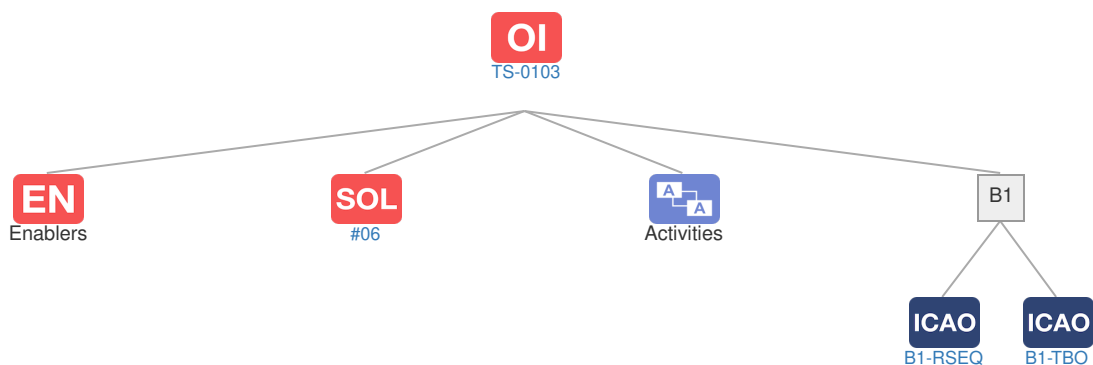 OI
TS-0103
EN
Enablers
SOL
#06
A
A
Activities
B1
ICAO
B1-RSEQ
ICAO
B1-TBO